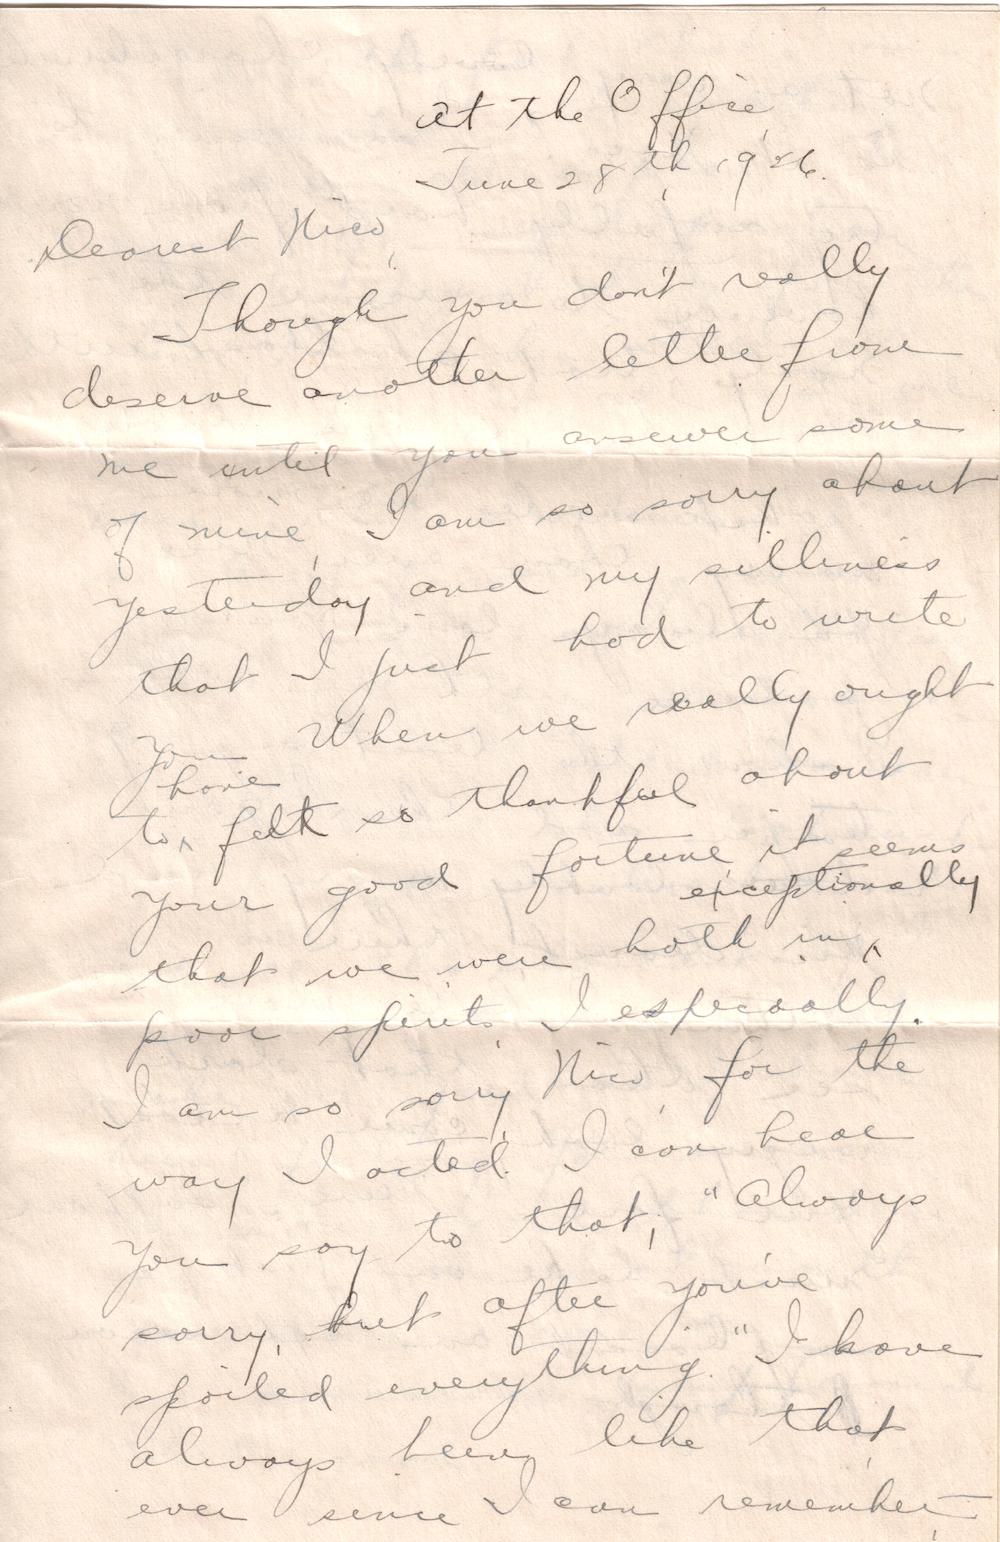 At the Office,
June 28th, 1926.
Dearest Nico,
Though you don't really
deserve another letter from
me until you answer some
of mine, I am so sorry about
yesterday and my silliness
that I just had to write
you. When we really ought
have
to ^ felt so thankful about
your good fortune it seems
exceptionally
that we were both in ^
poor spirits, I especially.
I am so sorry, Nico, for the
way I acted. I can hear
you say to that, "Always
sorry, but after you've
spoiled everything." I have
always been like that
ever since I can remember,